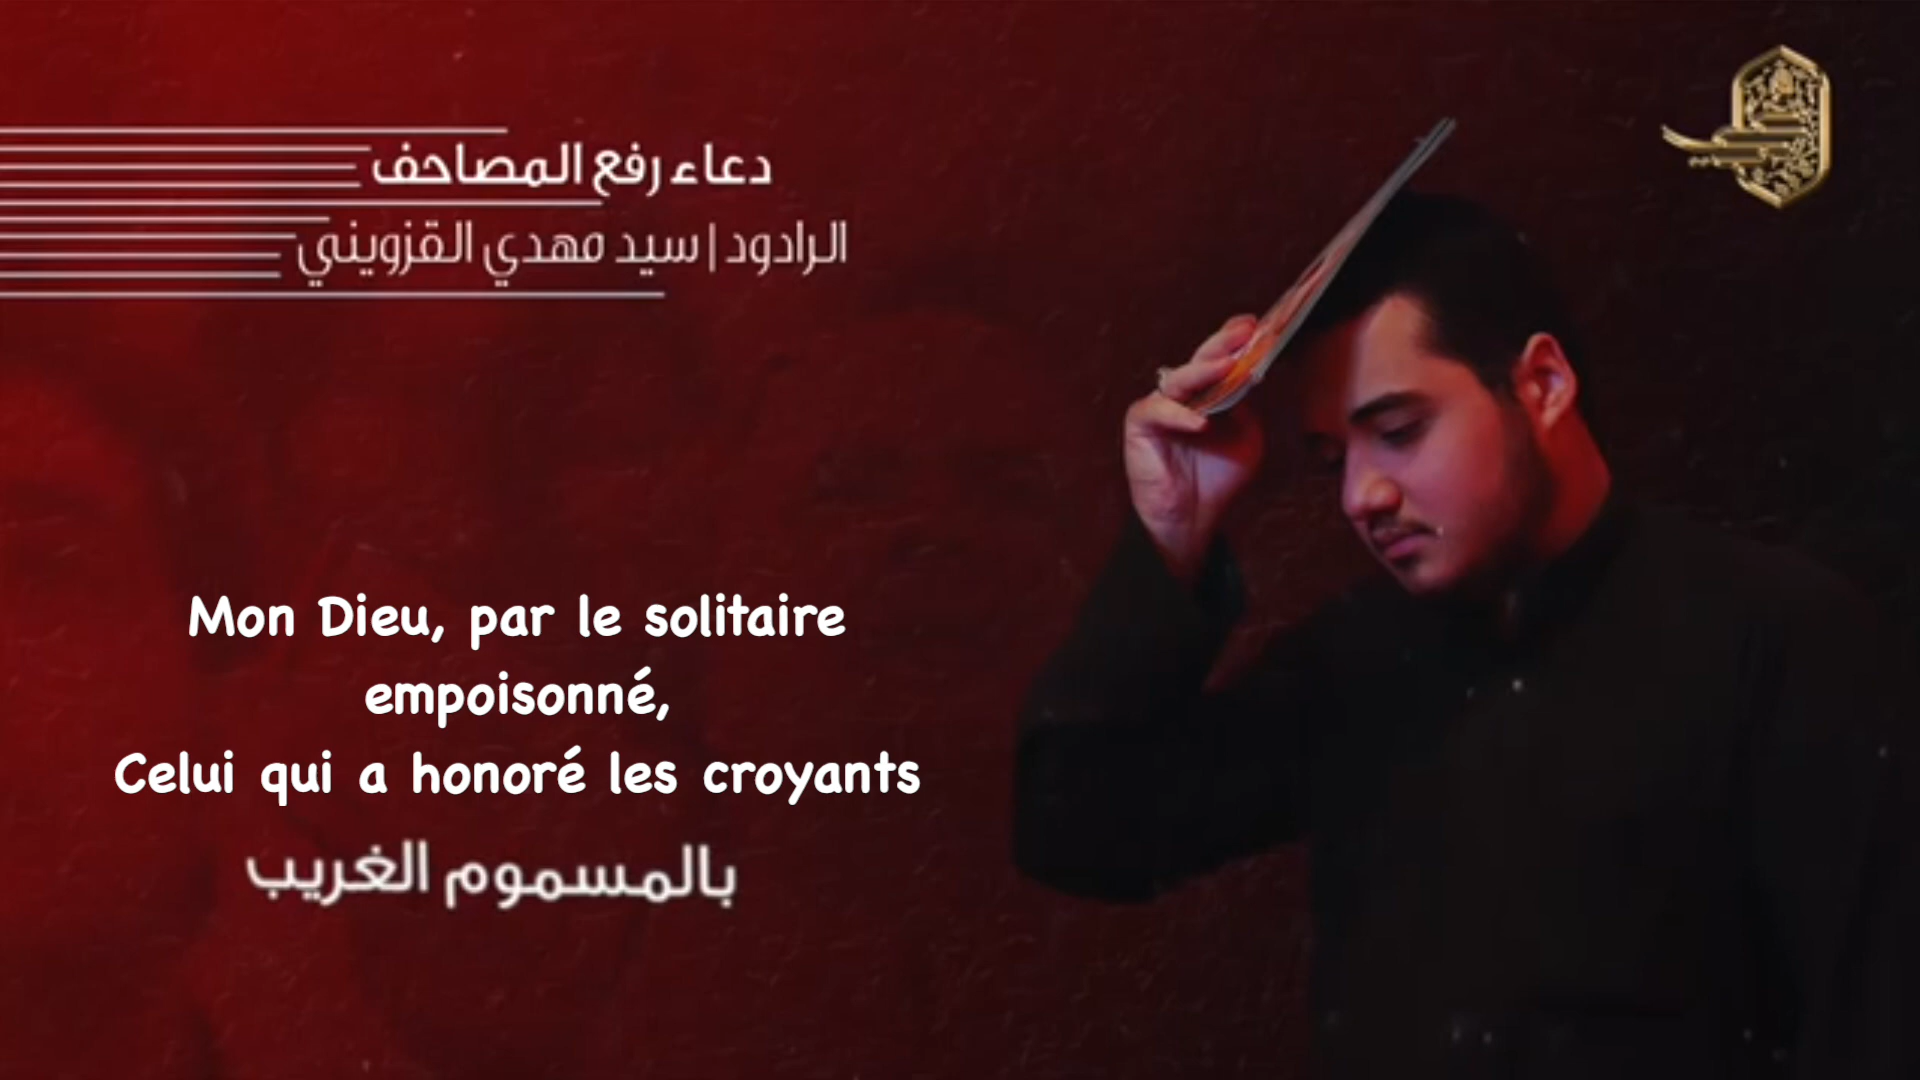 دعاء رفع المصاحف
الرادود | سيد مهدي القزويني
Mon Dieu, par le solitaire
empoisonné,
Celui qui a honoré les croyants
بالمسموم الغريب